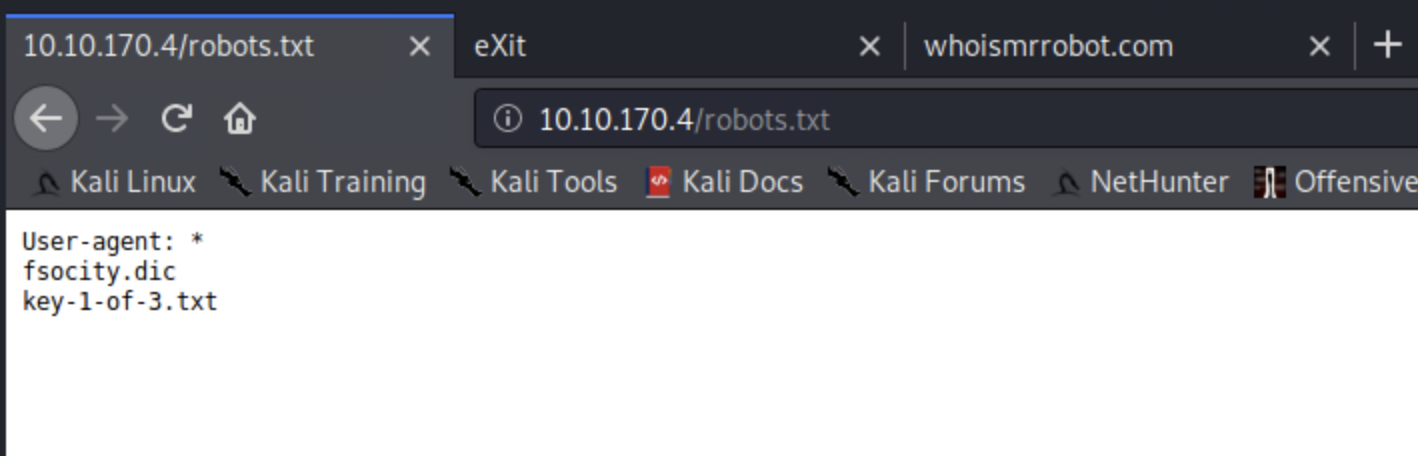 10.10.170.4/robots.txt eXit whoismrrobot.com
10.10.170.4/robots.txt
Kali Linux Kali Training Kali Tools Kali Docs Kali Forums NetHunter Offensive
User-agent: *
fsocity.dic
key-1-of-3.txt